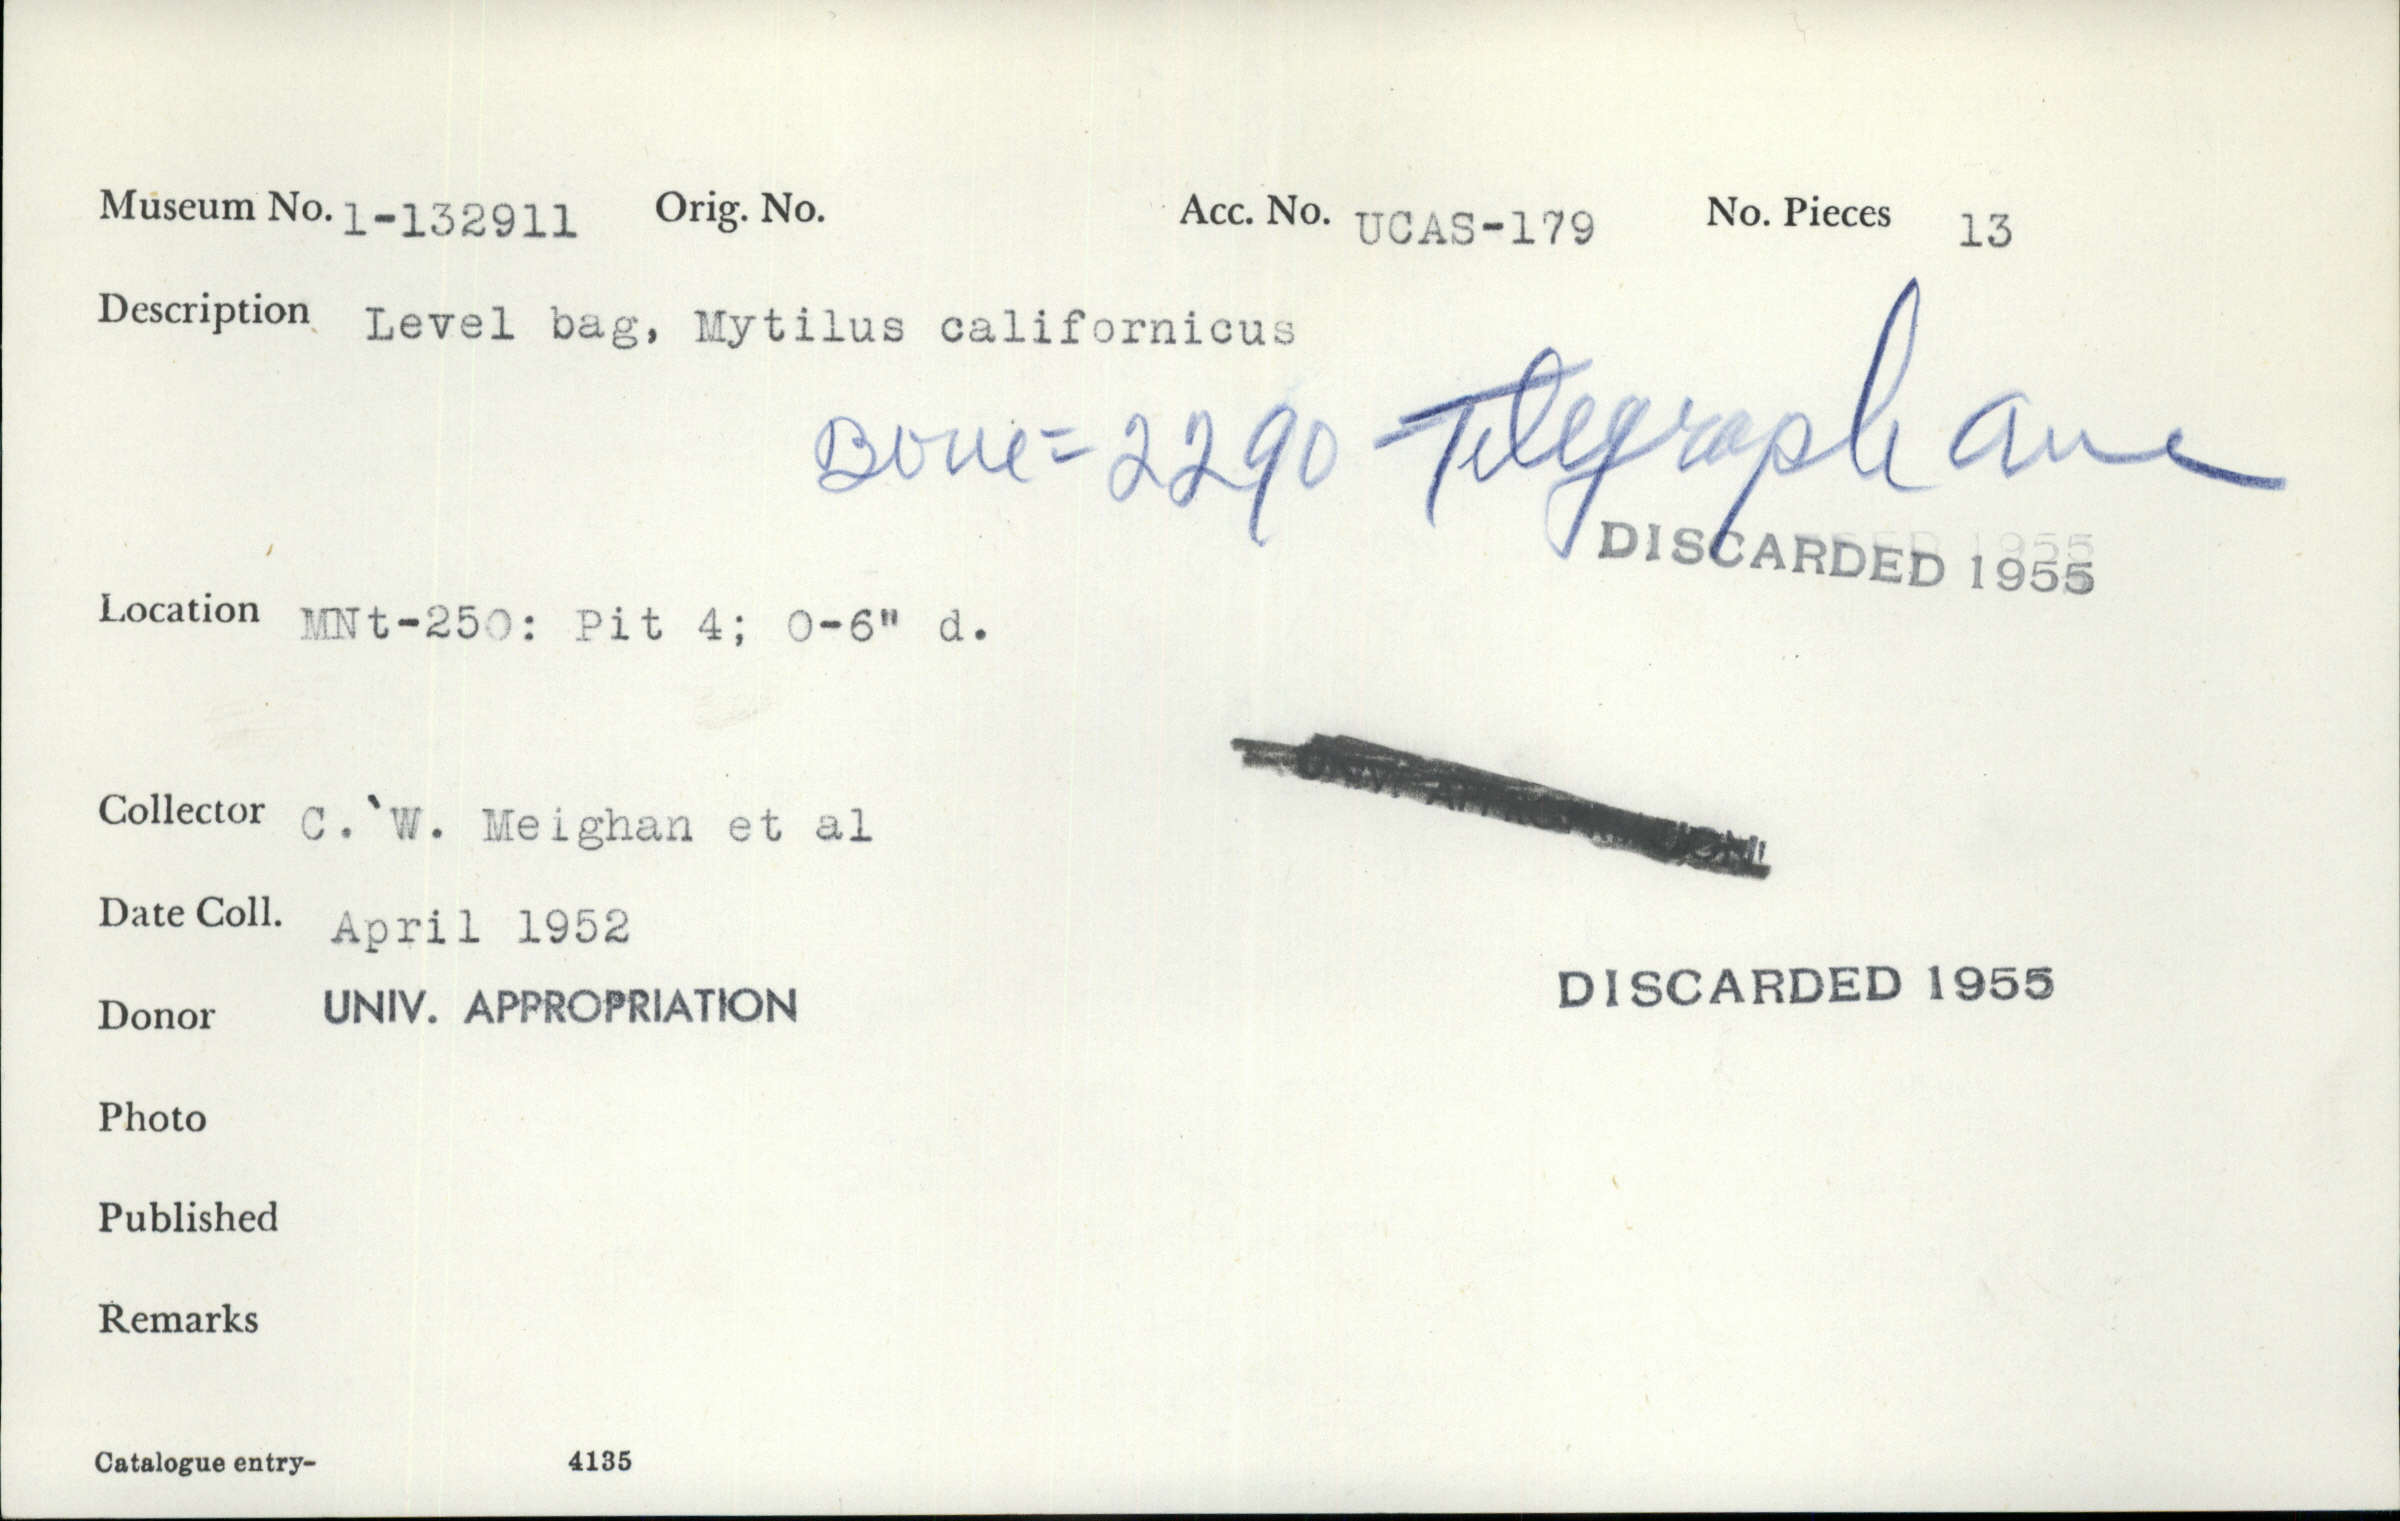 Museum No. 1-132911 Orig. No. Acc. No. UCAS-179 No. Pieces 13
Description Level bag, Mytilus californicus
Bone = 2290 Telegraph Ave
DISCARDED 1955
Location MNt-250: Pit 4; 0-6" d.
UNIV. APPROPRIATION
Collector C. W. Meighan et al
Date Coll. April 1952
DISCARDED 1955
Donor UNIV. APPROPRIATION
Photo
Published
Remarks
Catalogue entry- 4135